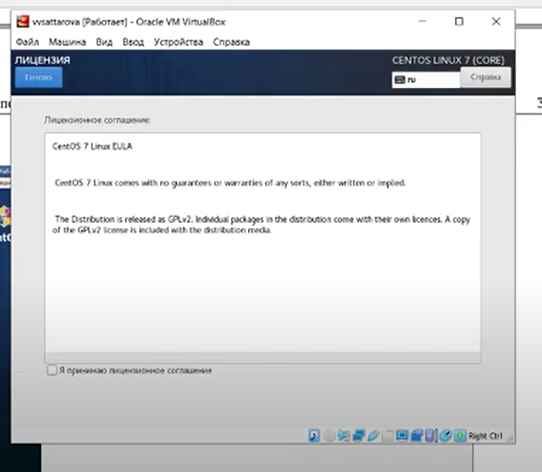 vvsattarova [Работает] - Oracle VM VirtualBox
Файл Машина Вид Ввод Устройства Справка
ЛИЦЕНЗИЯ
CENTOS LINUX 7 (CORE)
Готово
ru
Справка
Лицензионное соглашение:
CentOS 7 Linux EULA
CentOS 7 Linux comes with no guarantees or warranties of any sorts, either written or implied.
The Distribution is released as GPLv2. Individual packages in the distribution come with their own licences. A copy
of the GPLv2 license is included with the distribution media.
Я принимаю лицензионное соглашение
Right Ctrl